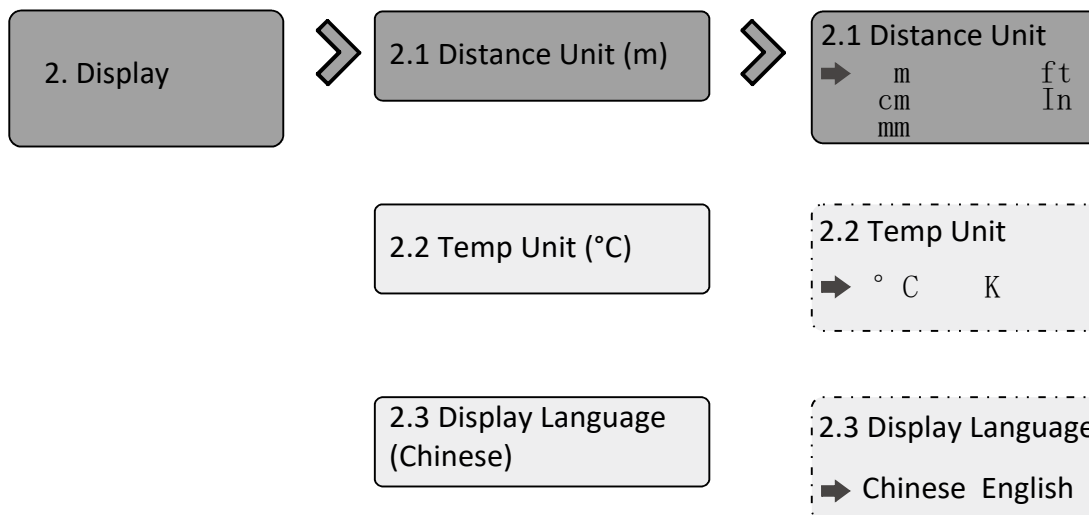 2. Display
2.1 Distance Unit (m)
2.1 Distance Unit
m ft
cm In
mm
2.2 Temp Unit (°C)
2.2 Temp Unit
° C K
2.3 Display Language
(Chinese)
2.3 Display Language
Chinese English